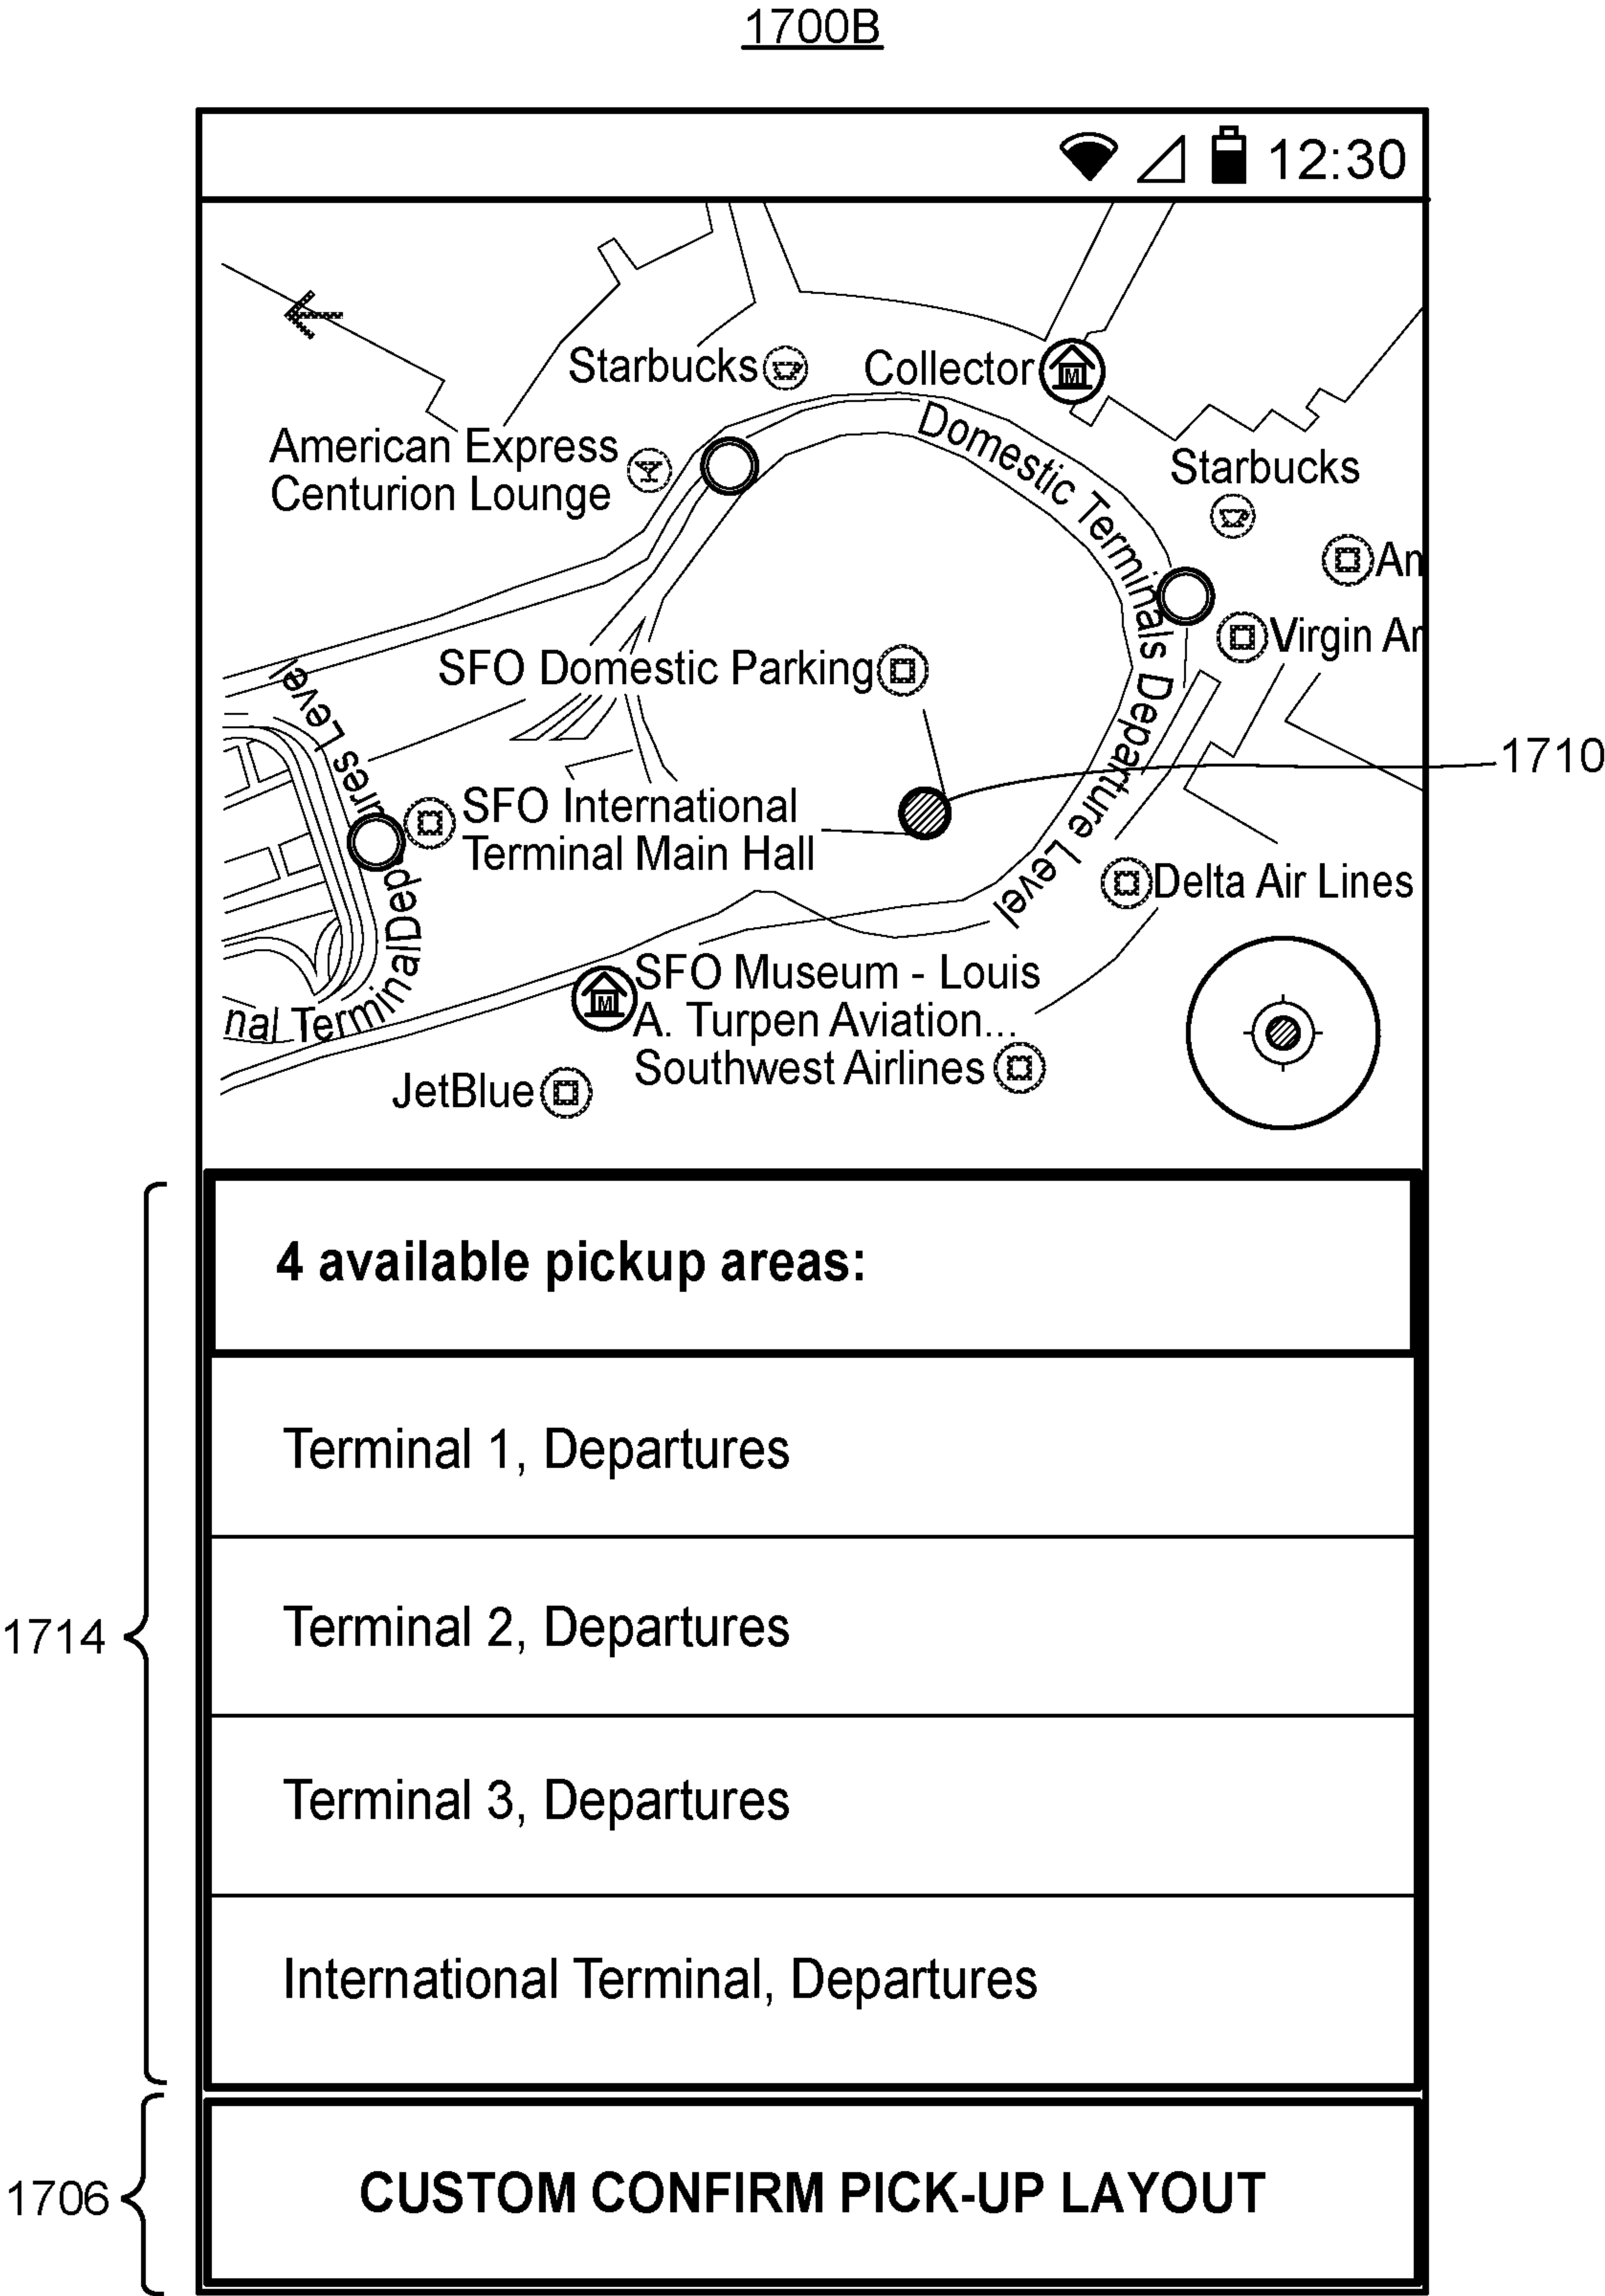 1700B
12:30
Starbucks
Collector
Domestic Terminals Departure Level
American Express
Centurion Lounge
Starbucks
An
Virgin Ar
SFO Domestic Parking
1710
SFO International
Terminal Main Hall
nal Terminal Dep ures Level
Delta Air Lines
SFO Museum - Louis
A. Turpen Aviation...
Southwest Airlines
JetBlue
4 available pickup areas:
Terminal 1, Departures
Terminal 2, Departures
1714
Terminal 3, Departures
International Terminal, Departures
CUSTOM CONFIRM PICK-UP LAYOUT
1706